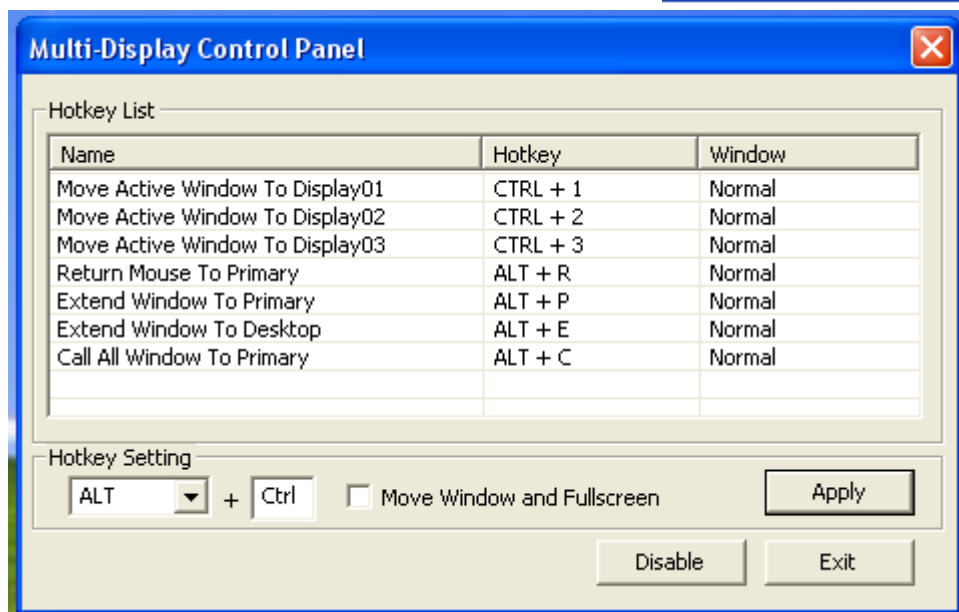 Multi-Display Control Panel
Hotkey List
Name Hotkey Window
Move Active Window To Display01 CTRL + 1 Normal
Move Active Window To Display02 CTRL + 2 Normal
Move Active Window To Display03 CTRL + 3 Normal
Return Mouse To Primary ALT + R Normal
Extend Window To Primary ALT + P Normal
Extend Window To Desktop ALT + E Normal
Call All Window To Primary ALT + C Normal
Hotkey Setting
ALT + Ctrl Move Window and Fullscreen Apply
Disable Exit